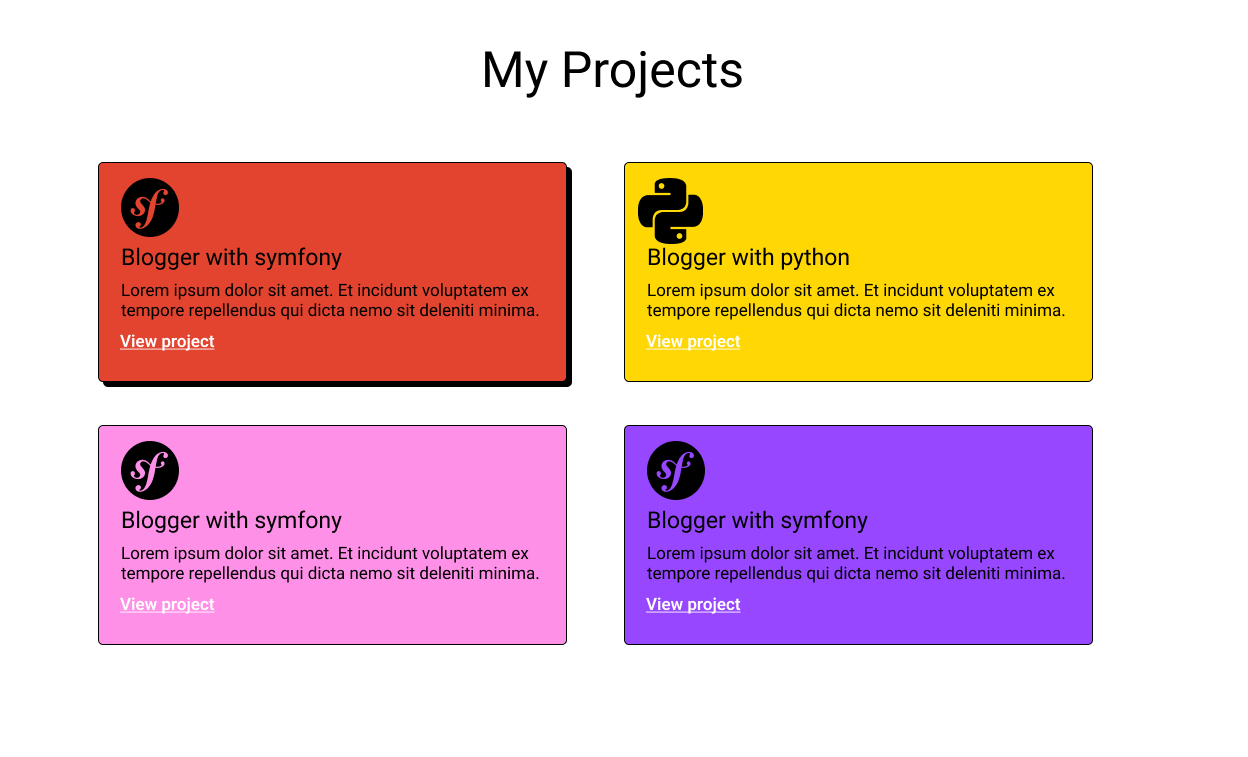 My Projects
sf
Blogger with symfony
Lorem ipsum dolor sit amet. Et incidunt voluptatem ex
tempore repellendus qui dicta nemo sit deleniti minima.
View project
Blogger with python
Lorem ipsum dolor sit amet. Et incidunt voluptatem ex
tempore repellendus qui dicta nemo sit deleniti minima.
View project
sf
Blogger with symfony
Lorem ipsum dolor sit amet. Et incidunt voluptatem ex
tempore repellendus qui dicta nemo sit deleniti minima.
View project
sf
Blogger with symfony
Lorem ipsum dolor sit amet. Et incidunt voluptatem ex
tempore repellendus qui dicta nemo sit deleniti minima.
View project